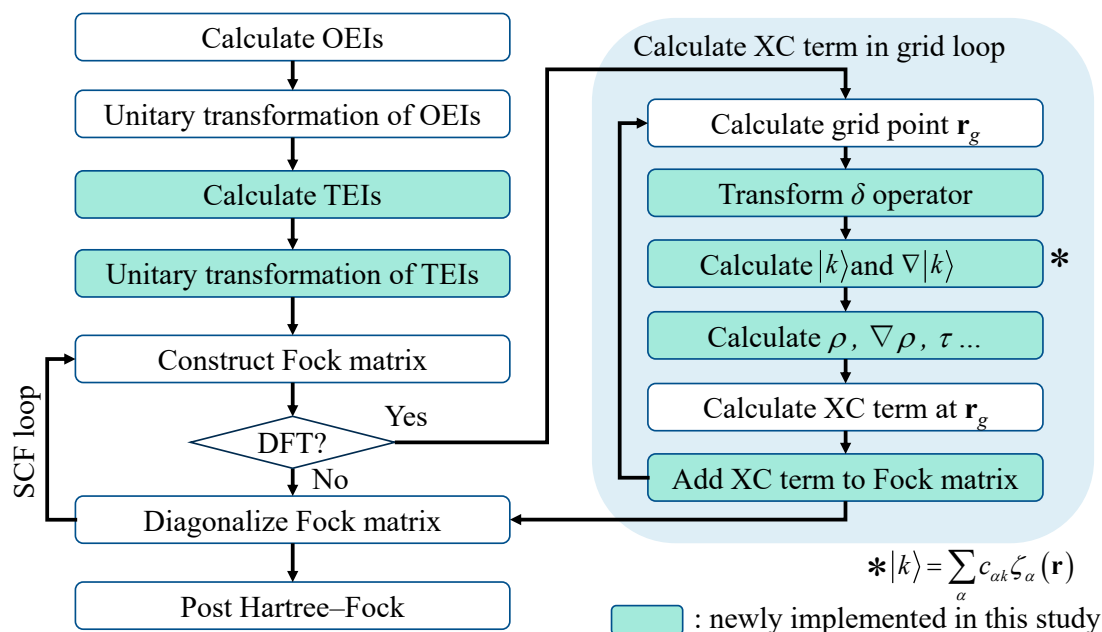 Calculate OEIs
Unitary transformation of OEIs
Calculate TEIs
Unitary transformation of TEIs
Construct Fock matrix
DFT?
Yes
No
SCF loop
Diagonalize Fock matrix
Post Hartree–Fock
Calculate XC term in grid loop
Calculate grid point r_g
Transform δ operator
Calculate |k⟩ and ∇|k⟩ *
Calculate ρ, ∇ρ, τ ...
Calculate XC term at r_g
Add XC term to Fock matrix
*|k⟩ = ∑_α c_{αk} ζ_α(r)
: newly implemented in this study